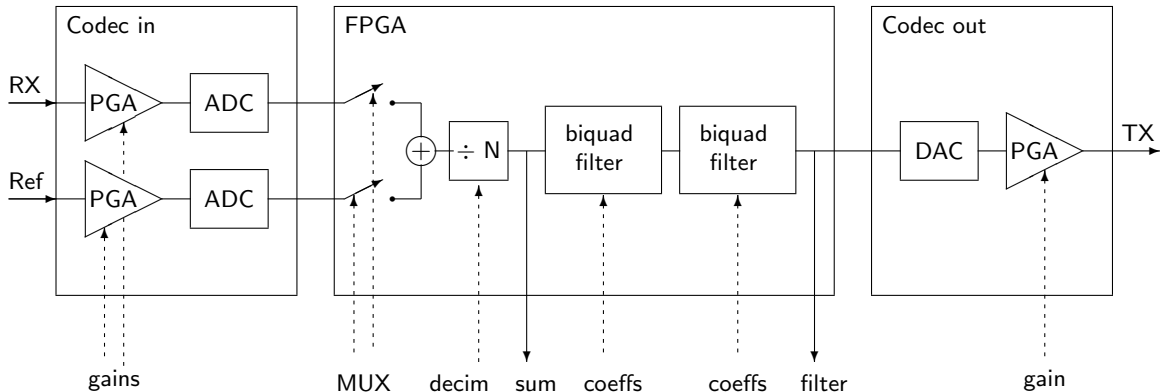 Codec in
FPGA
Codec out
RX
PGA
ADC
TX
biquad
filter
biquad
filter
+
÷ N
DAC
PGA
Ref
PGA
ADC
gains
MUX
decim
sum
coeffs
coeffs
filter
gain